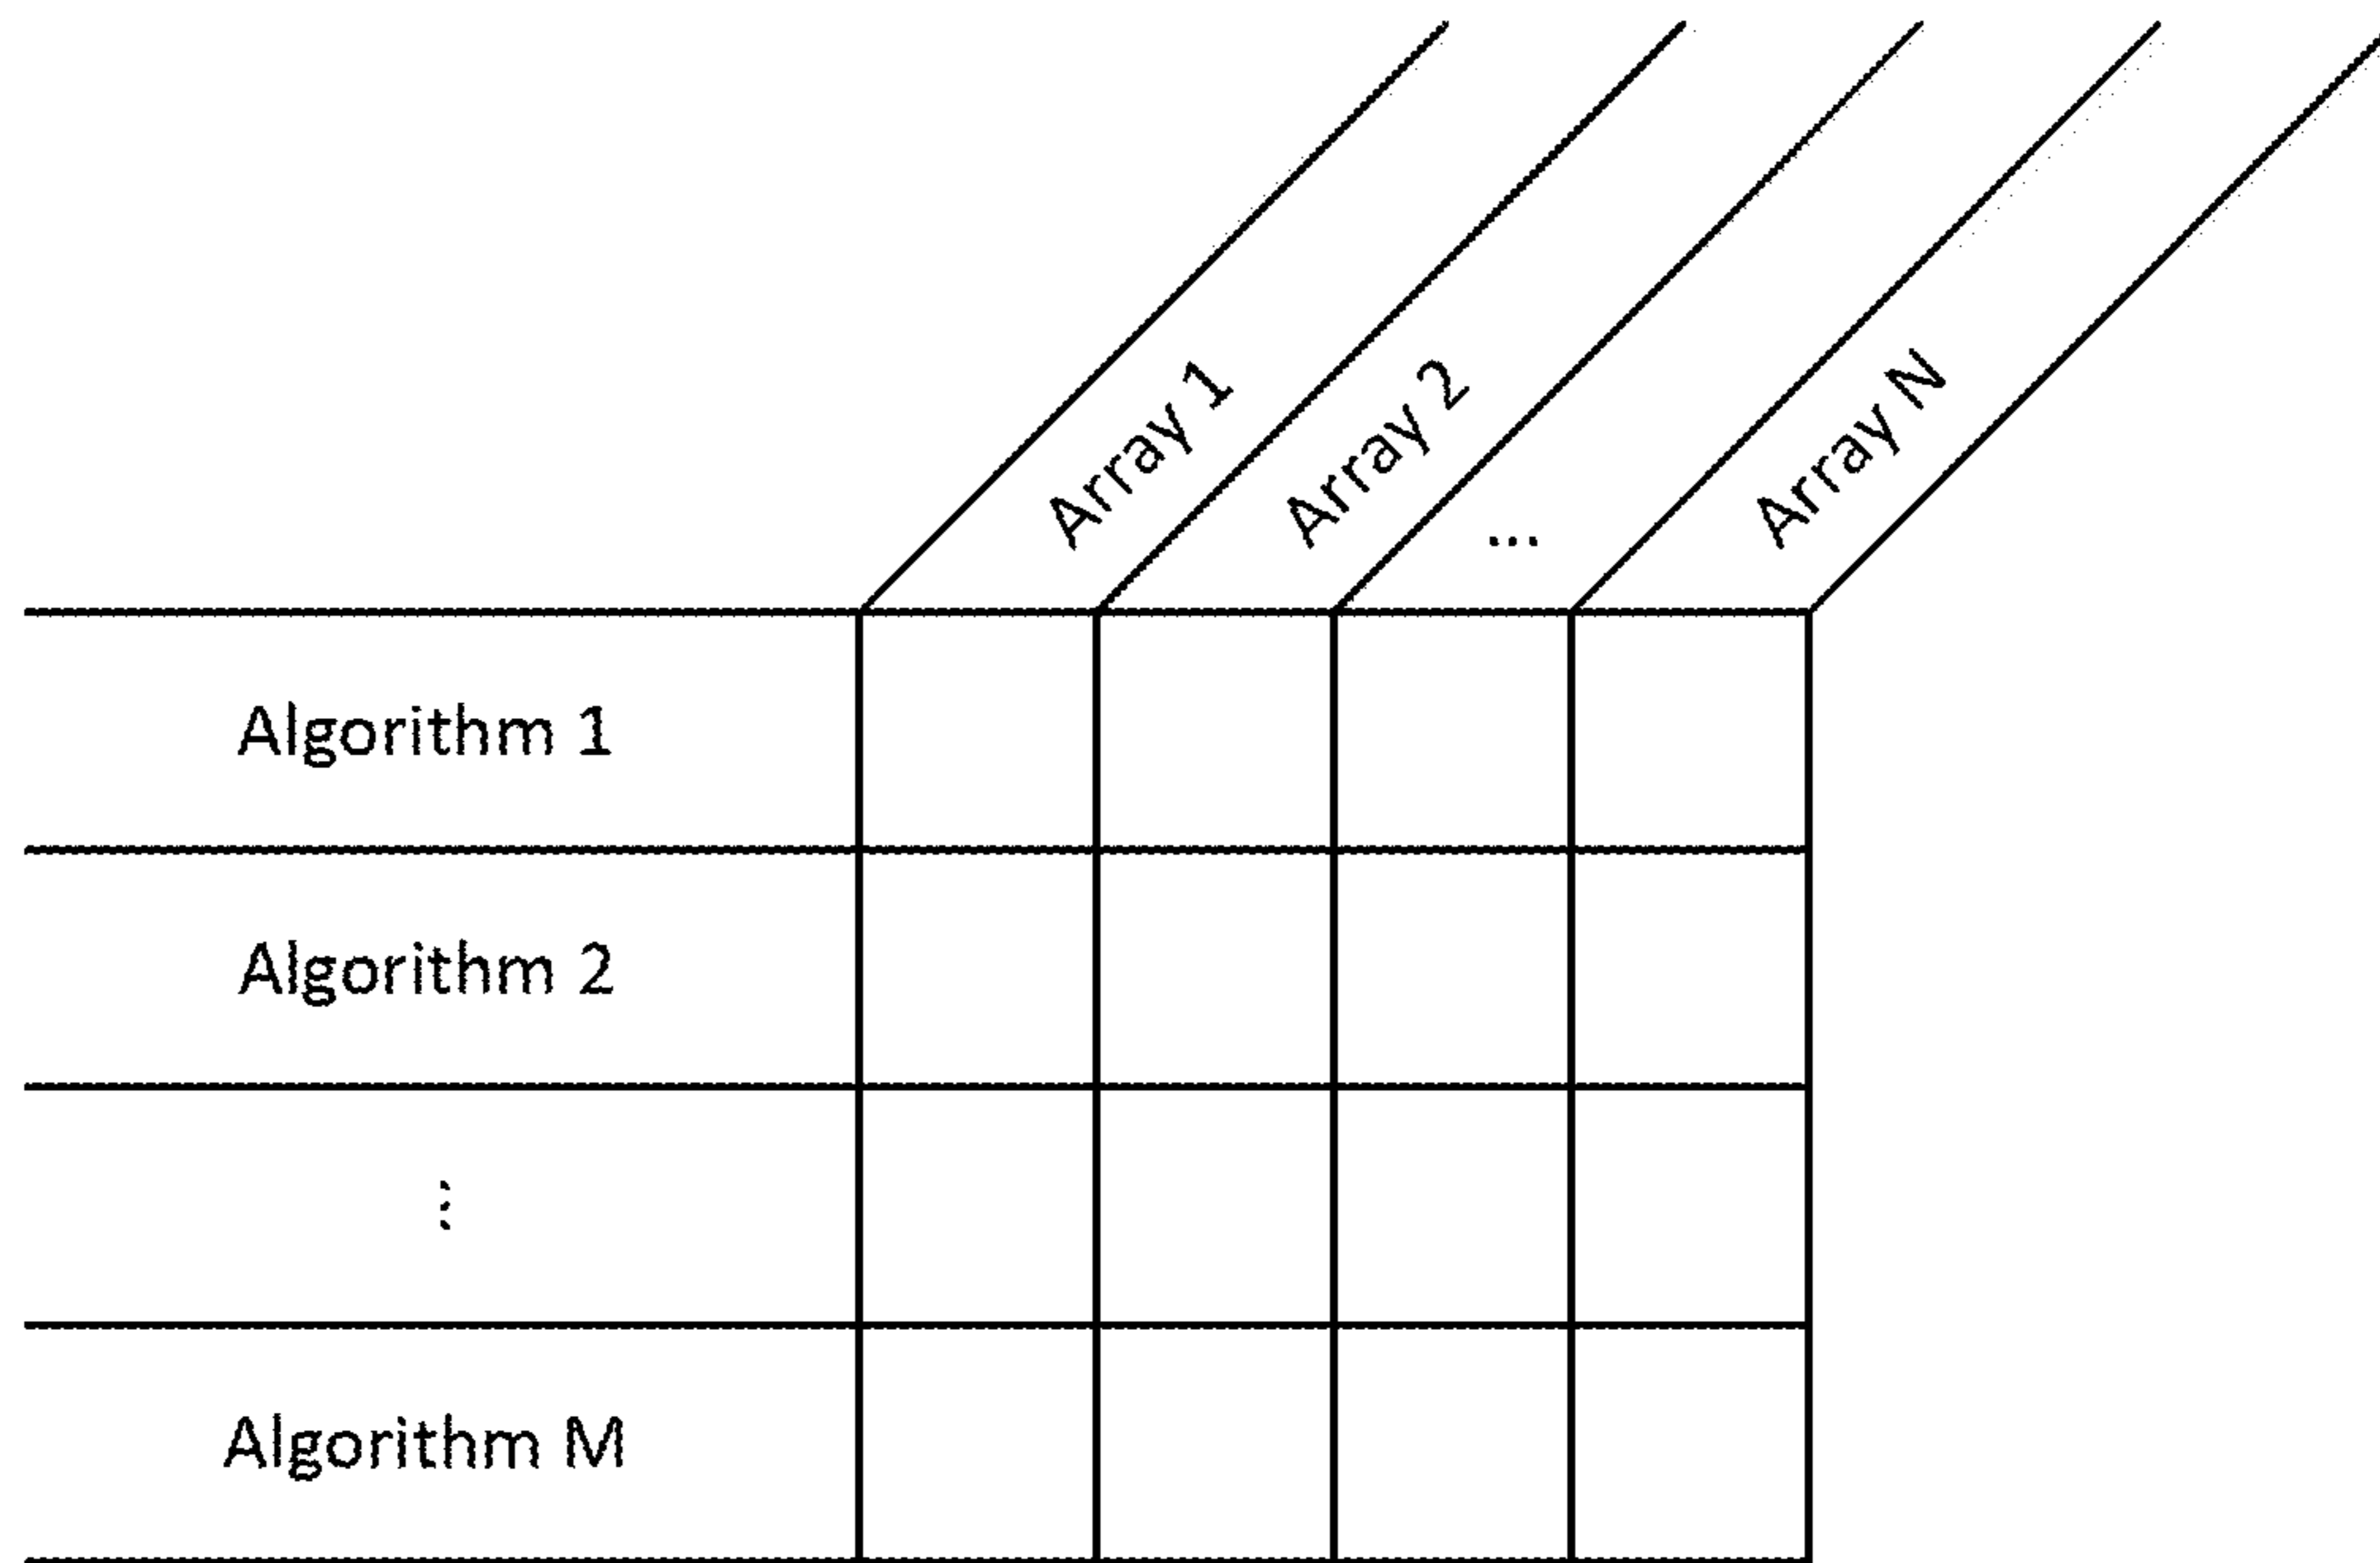 Array 1
Array 2
...
Array N
Algorithm 1
Algorithm 2
⋮
Algorithm M